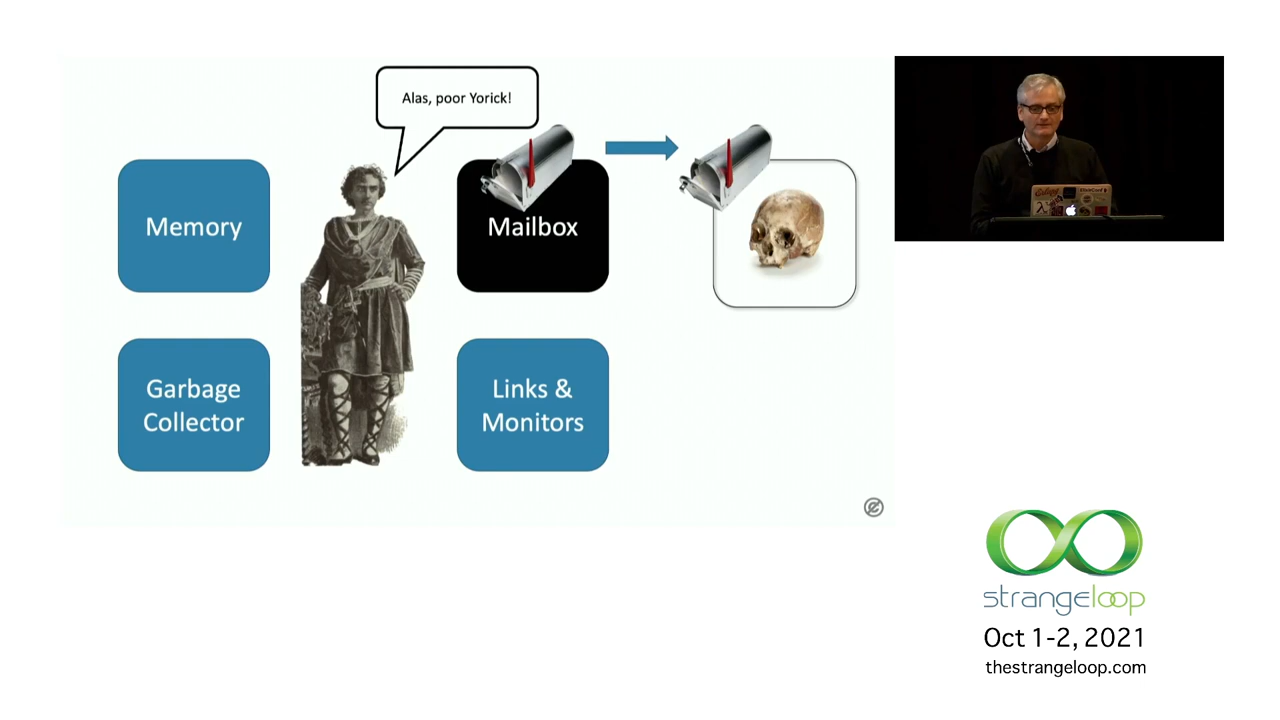 Alas, poor Yorick!
Memory
Mailbox
Garbage
Collector
Links &
Monitors
strangeloop
Oct 1-2, 2021
thestrangeloop.com